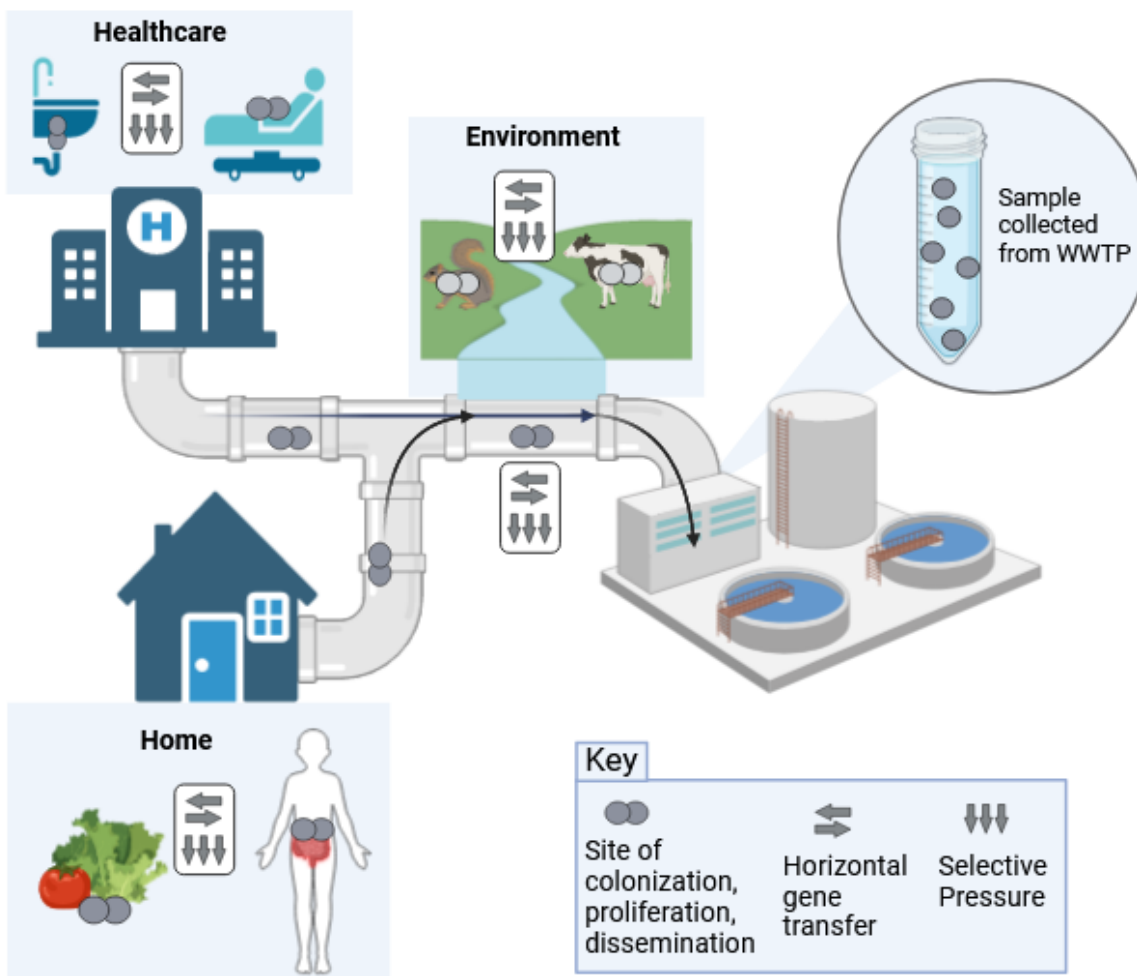 Healthcare
Environment
H
Sample
collected
from WWTP
Home
Key
Site of
colonization,
proliferation,
dissemination
Horizontal
gene
transfer
Selective
Pressure